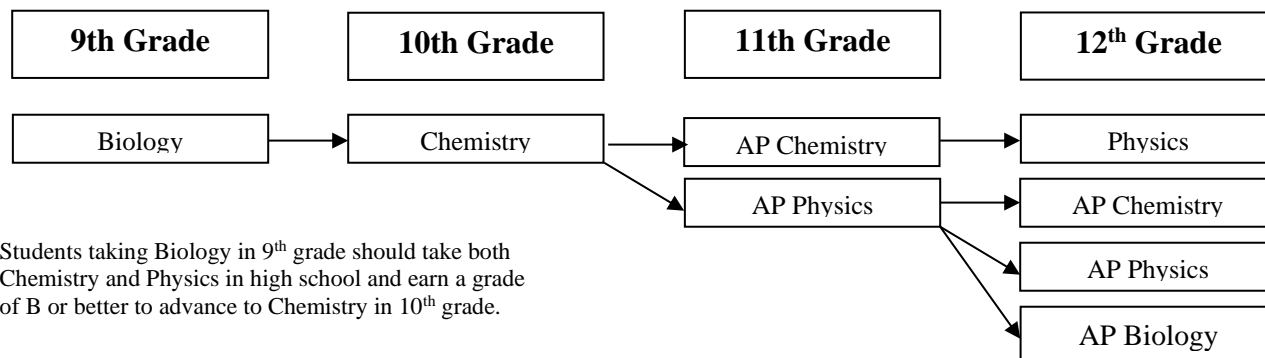 9th Grade
10th Grade
11th Grade
12th Grade
Biology
Chemistry
AP Chemistry
Physics
AP Physics
AP Chemistry
Students taking Biology in 9th grade should take both
Chemistry and Physics in high school and earn a grade
of B or better to advance to Chemistry in 10th grade.
AP Physics
AP Biology